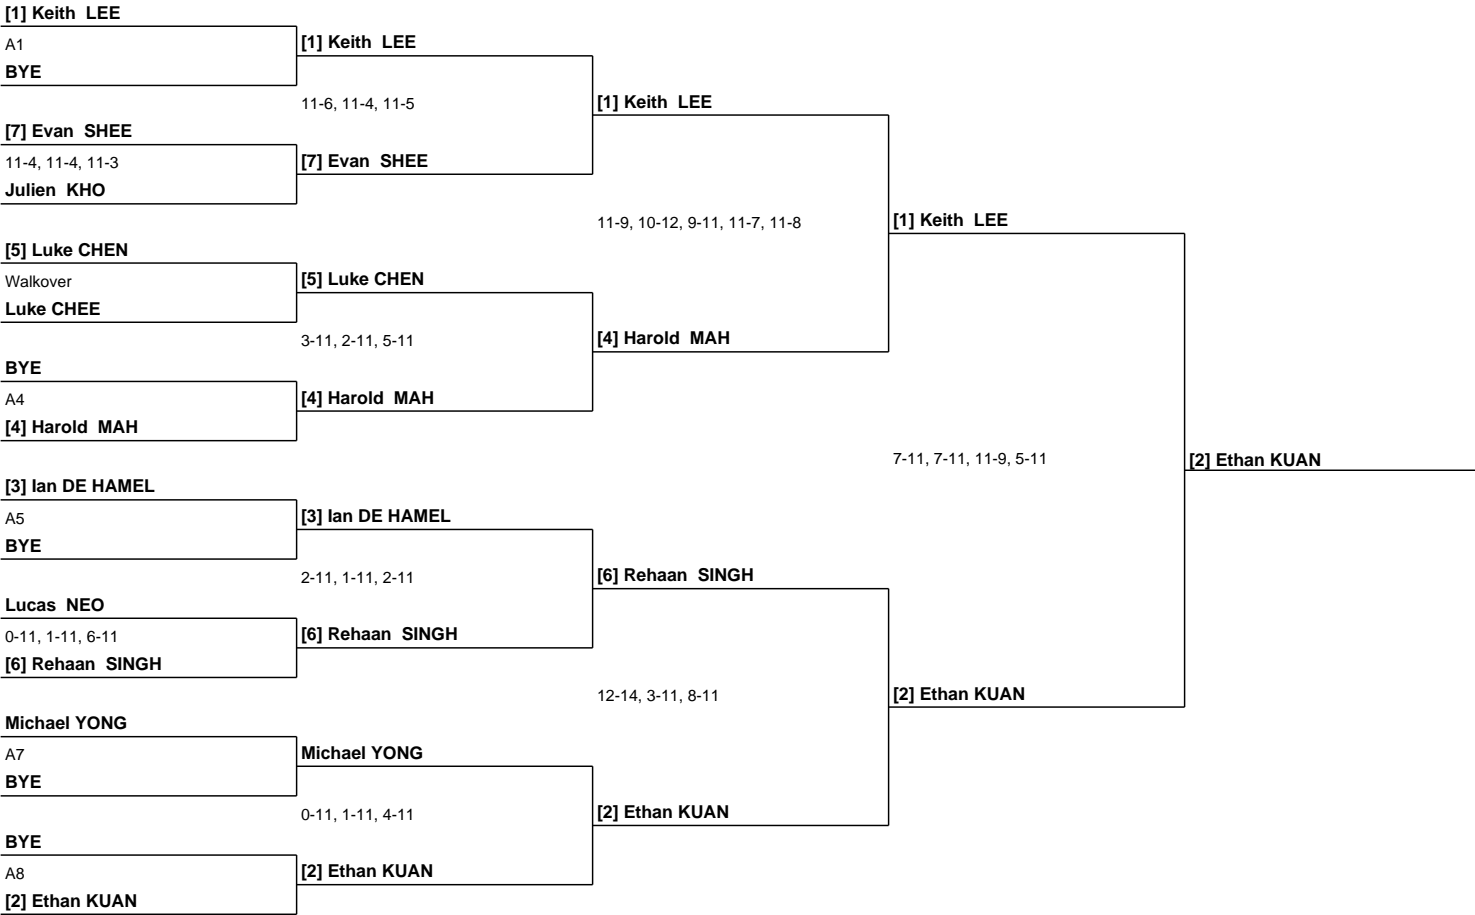 [1] Keith LEE
A1
[1] Keith LEE
BYE
11-6, 11-4, 11-5
[1] Keith LEE
[7] Evan SHEE
11-4, 11-4, 11-3
[7] Evan SHEE
Julien KHO
11-9, 10-12, 9-11, 11-7, 11-8
[1] Keith LEE
[5] Luke CHEN
Walkover
[5] Luke CHEN
Luke CHEE
3-11, 2-11, 5-11
[4] Harold MAH
BYE
A4
[4] Harold MAH
[4] Harold MAH
7-11, 7-11, 11-9, 5-11
[2] Ethan KUAN
[3] Ian DE HAMEL
A5
[3] Ian DE HAMEL
BYE
2-11, 1-11, 2-11
[6] Rehaan SINGH
Lucas NEO
0-11, 1-11, 6-11
[6] Rehaan SINGH
[6] Rehaan SINGH
12-14, 3-11, 8-11
[2] Ethan KUAN
Michael YONG
A7
Michael YONG
BYE
0-11, 1-11, 4-11
[2] Ethan KUAN
BYE
A8
[2] Ethan KUAN
[2] Ethan KUAN